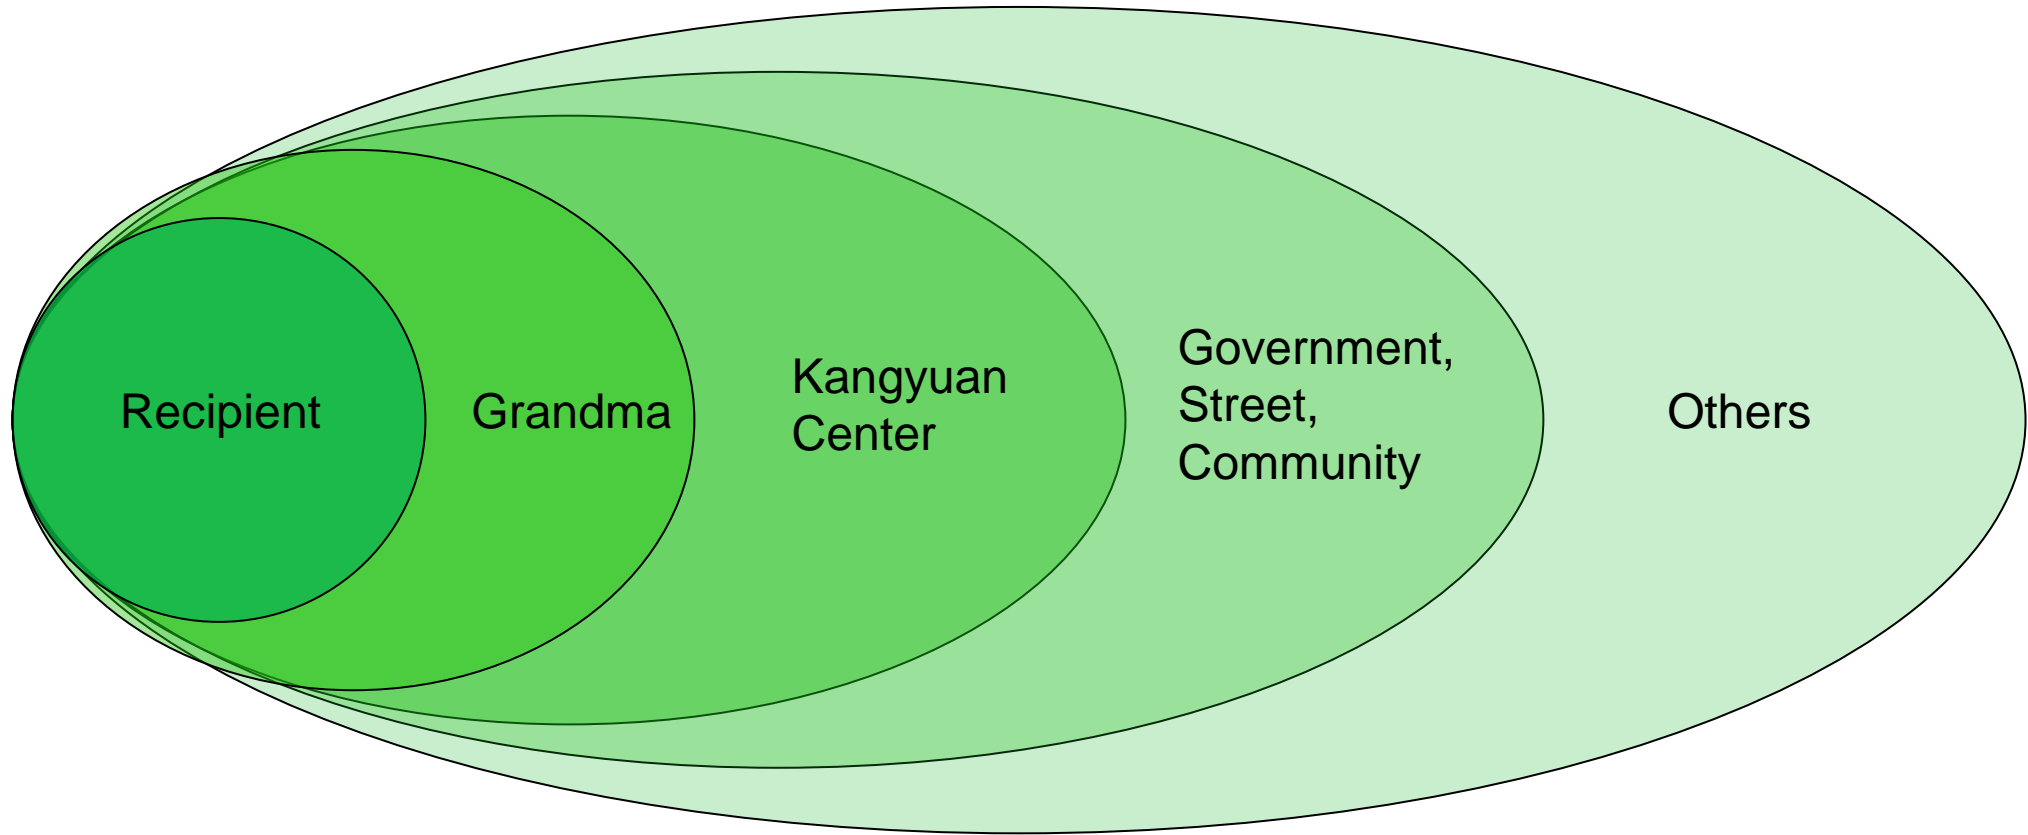 Recipient
Grandma
Kangyuan
Center
Government,
Street,
Community
Others